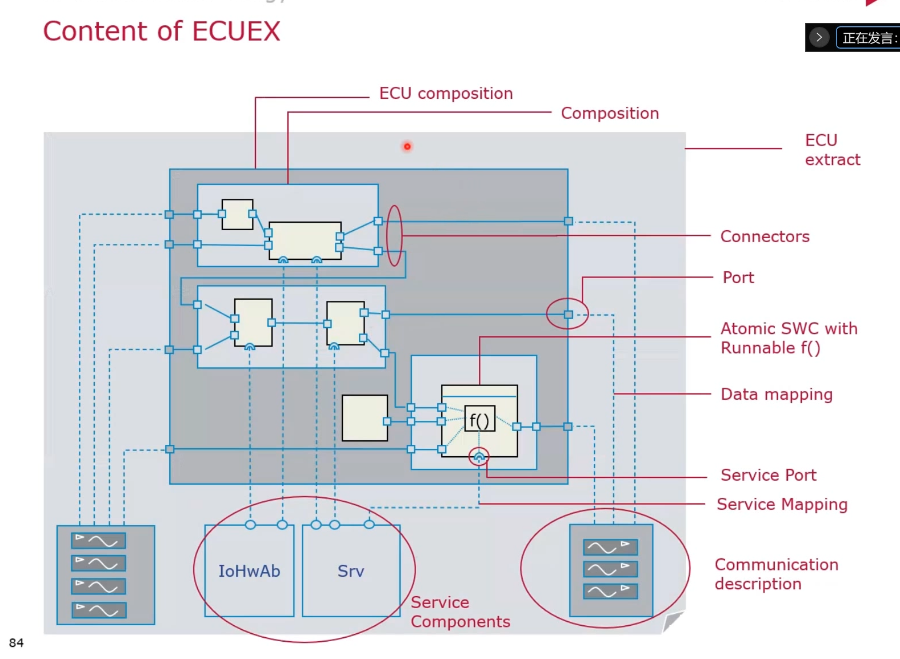 Content of ECUEX
正在发言:
ECU composition
Composition
ECU
extract
Connectors
Port
Atomic SWC with
Runnable f()
Data mapping
f()
Service Port
Service Mapping
IoHwAb
Srv
Communication
description
Service
Components
84